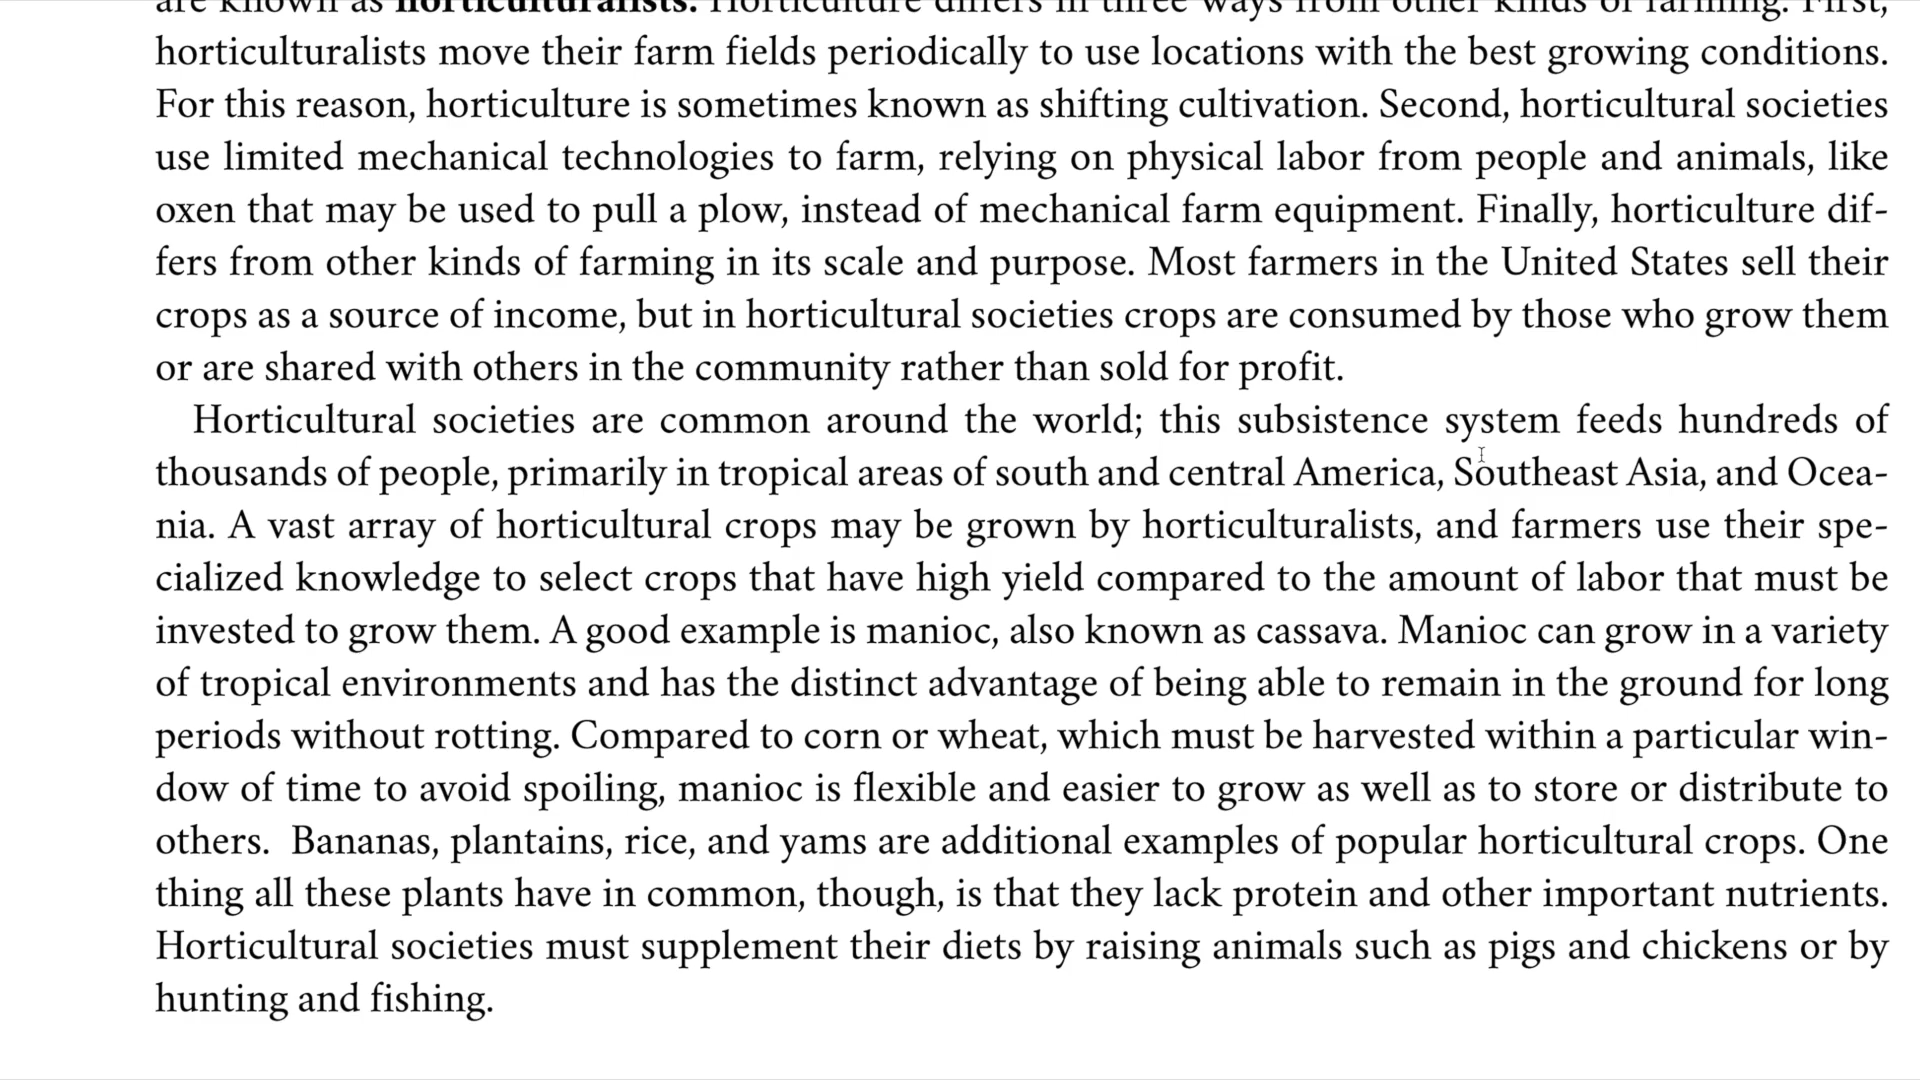 are known as horticulturalists. Horticulture differs in three ways from other kinds of farming. First,
horticulturalists move their farm fields periodically to use locations with the best growing conditions.
For this reason, horticulture is sometimes known as shifting cultivation. Second, horticultural societies
use limited mechanical technologies to farm, relying on physical labor from people and animals, like
oxen that may be used to pull a plow, instead of mechanical farm equipment. Finally, horticulture dif-
fers from other kinds of farming in its scale and purpose. Most farmers in the United States sell their
crops as a source of income, but in horticultural societies crops are consumed by those who grow them
or are shared with others in the community rather than sold for profit.
Horticultural societies are common around the world; this subsistence system feeds hundreds of
thousands of people, primarily in tropical areas of south and central America, Southeast Asia, and Ocea-
nia. A vast array of horticultural crops may be grown by horticulturalists, and farmers use their spe-
cialized knowledge to select crops that have high yield compared to the amount of labor that must be
invested to grow them. A good example is manioc, also known as cassava. Manioc can grow in a variety
of tropical environments and has the distinct advantage of being able to remain in the ground for long
periods without rotting. Compared to corn or wheat, which must be harvested within a particular win-
dow of time to avoid spoiling, manioc is flexible and easier to grow as well as to store or distribute to
others. Bananas, plantains, rice, and yams are additional examples of popular horticultural crops. One
thing all these plants have in common, though, is that they lack protein and other important nutrients.
Horticultural societies must supplement their diets by raising animals such as pigs and chickens or by
hunting and fishing.